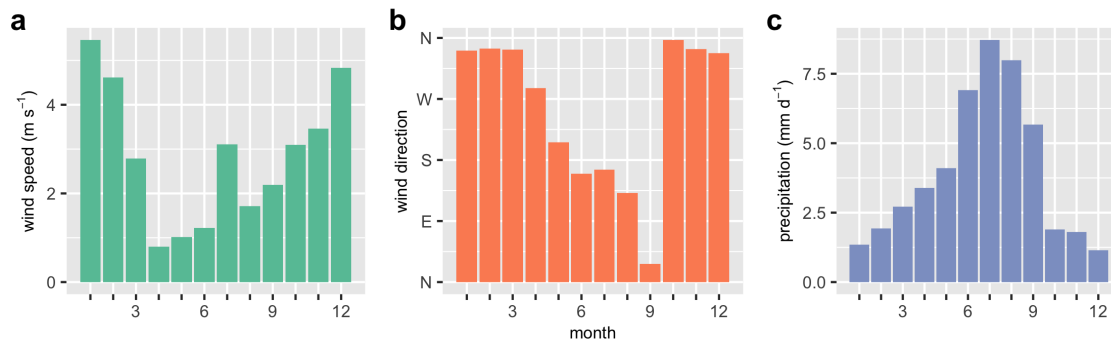 a
wind speed (m s⁻¹)
4
2
0
3
6
9
12
b
wind direction
N
W
S
E
N
3
6
9
12
month
c
precipitation (mm d⁻¹)
7.5
5.0
2.5
0.0
3
6
9
12